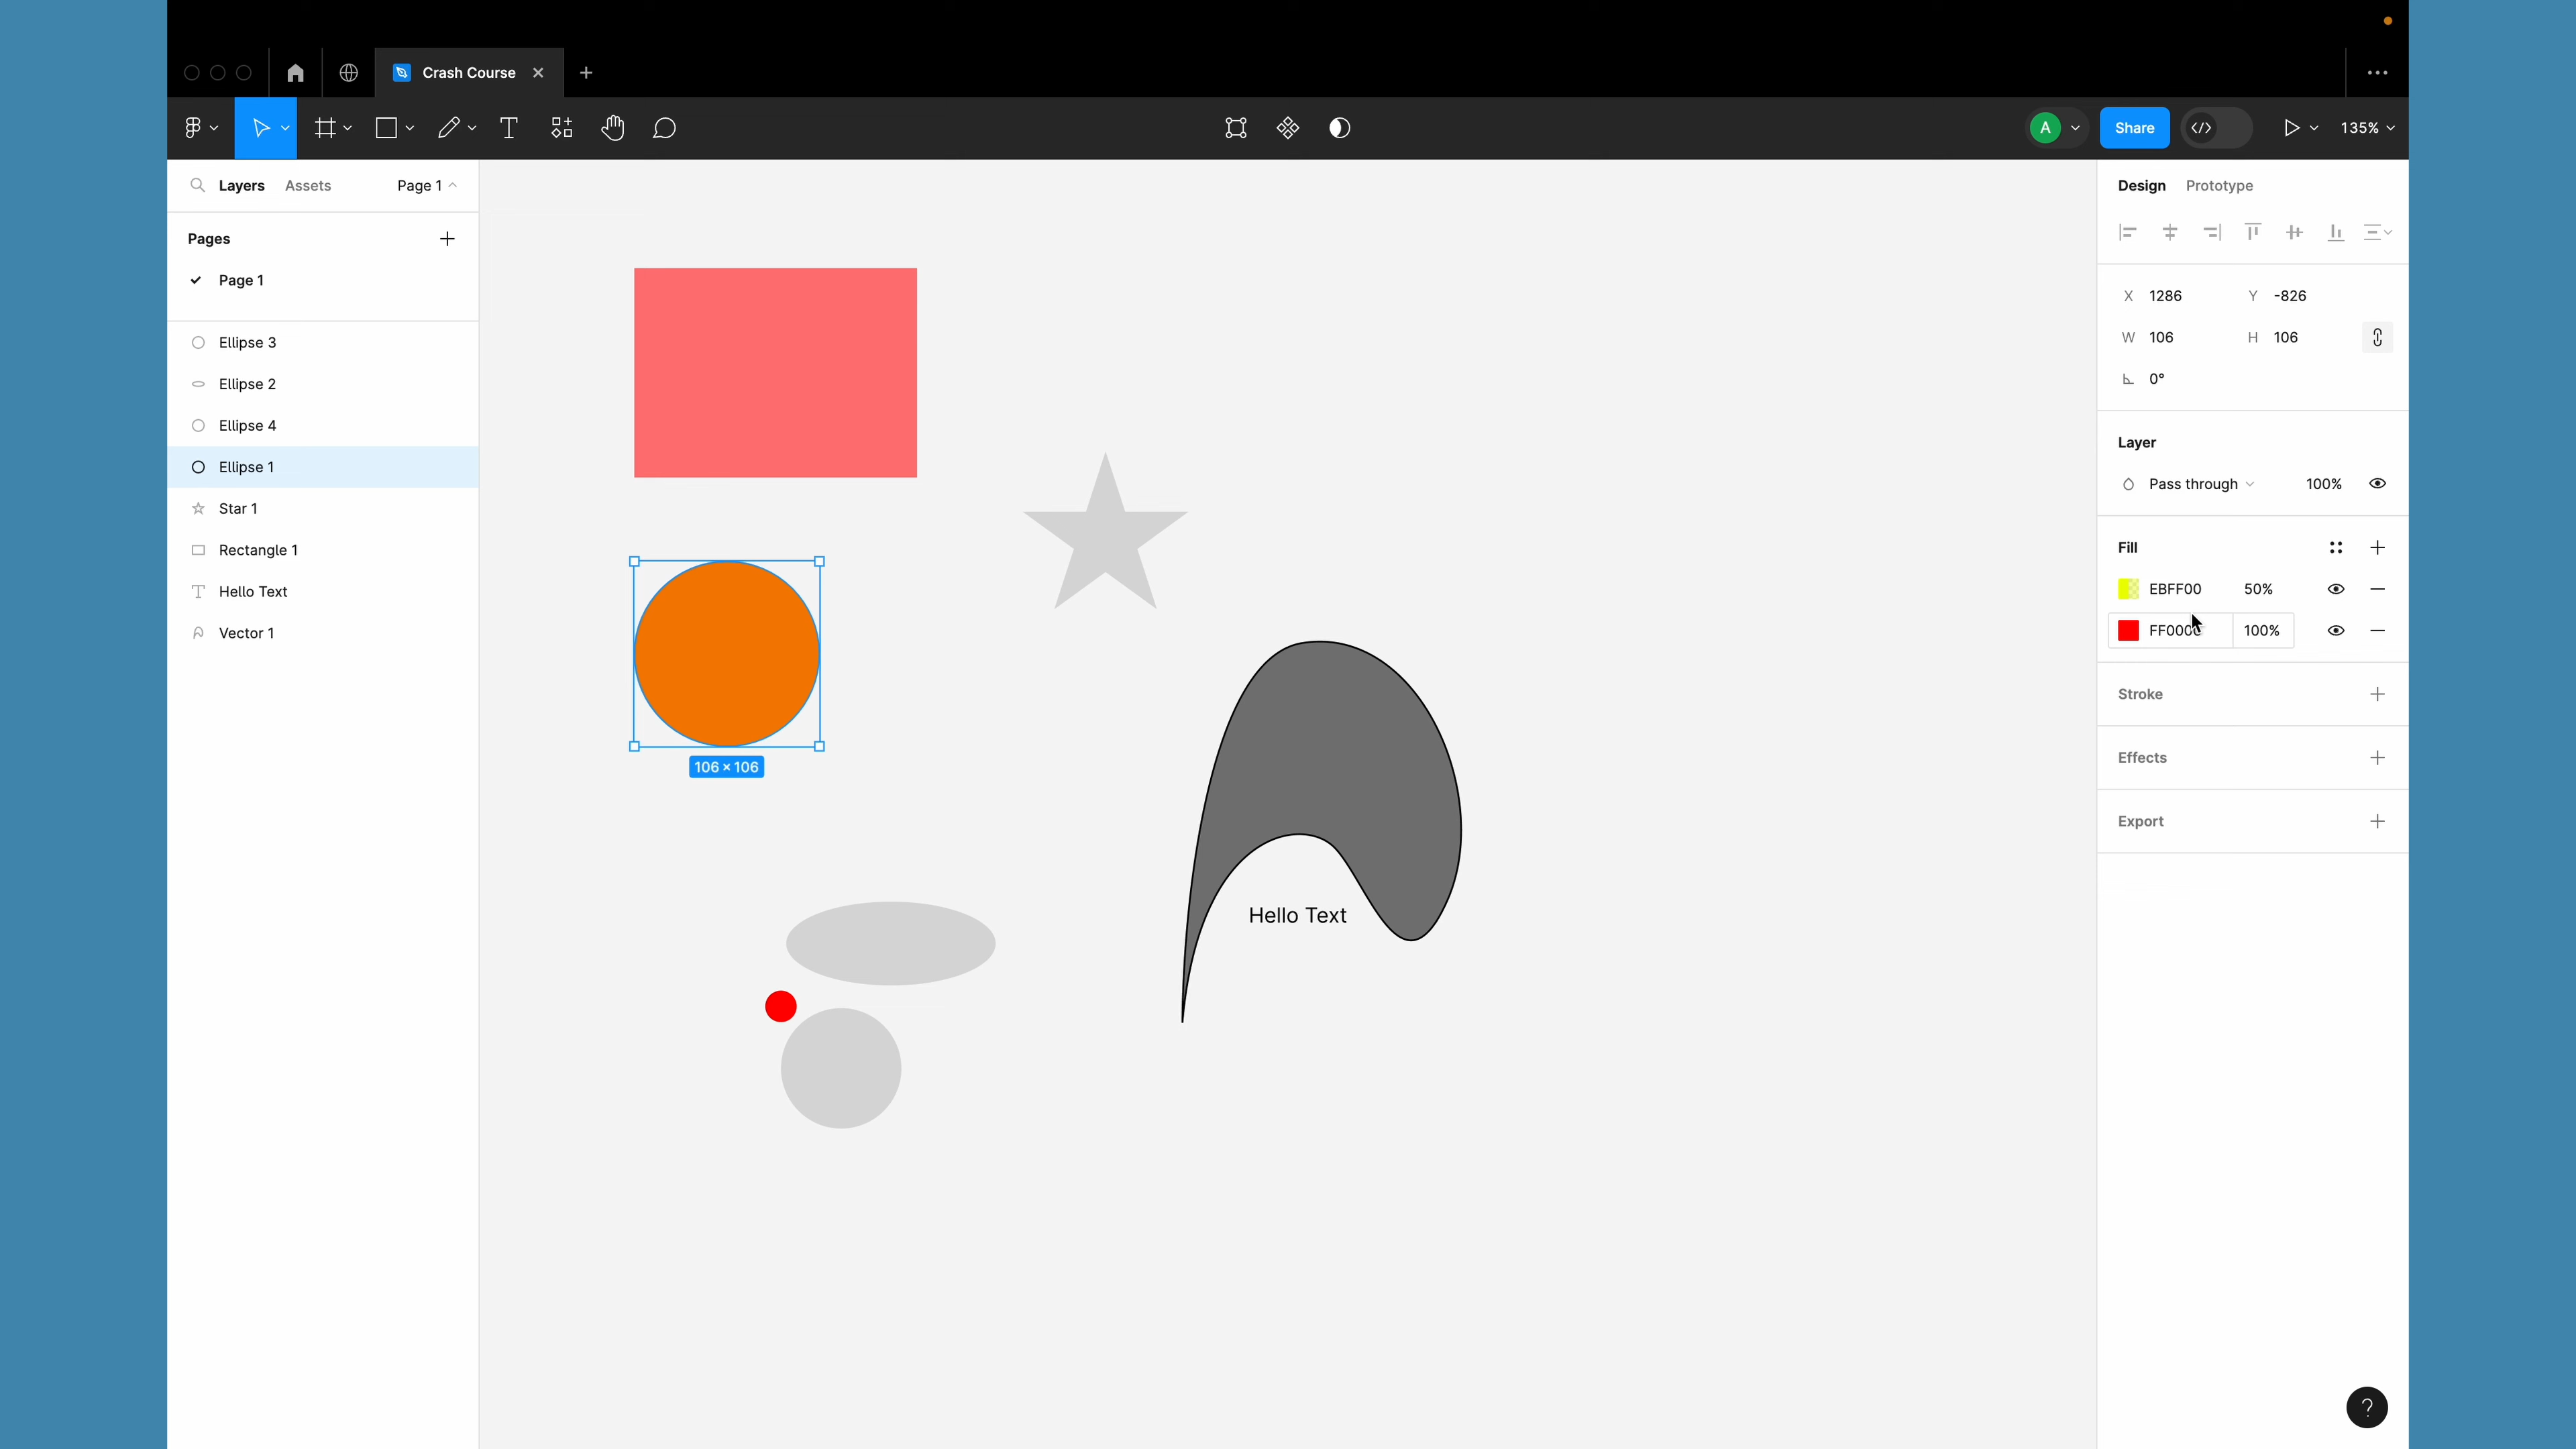 Crash Course
A
Share
135%
Layers Assets Page 1
Pages
Page 1
Ellipse 3
Ellipse 2
Ellipse 4
Ellipse 1
Star 1
Rectangle 1
Hello Text
Vector 1
106 × 106
Hello Text
Design Prototype
X 1286 Y -826
W 106 H 106
0°
Layer
Pass through 100%
Fill
EBFF00 50%
FF0000 100%
Stroke
Effects
Export
?